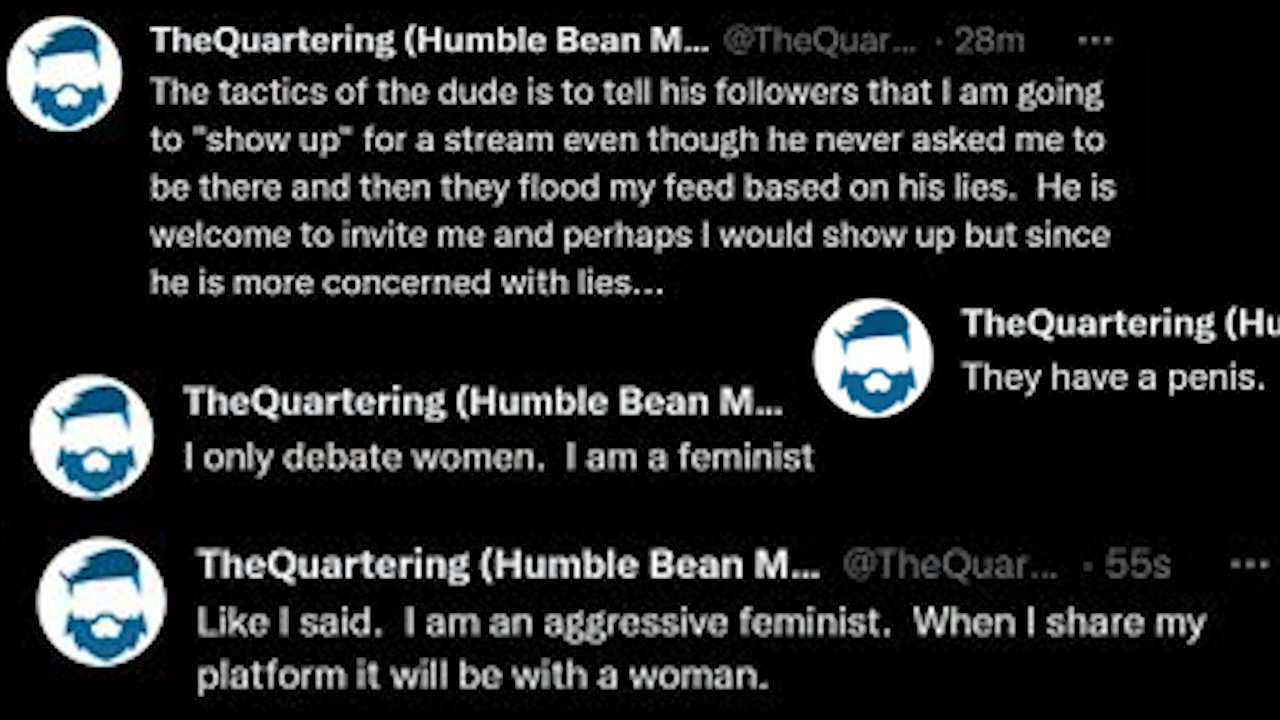 TheQuartering (Humble Bean M... @TheQuar... · 28m ...
The tactics of the dude is to tell his followers that I am going
to "show up" for a stream even though he never asked me to
be there and then they flood my feed based on his lies.  He is
welcome to invite me and perhaps I would show up but since
he is more concerned with lies...
TheQuartering (Hu
They have a penis.
TheQuartering (Humble Bean M...
I only debate women.  I am a feminist
TheQuartering (Humble Bean M... @TheQuar... · 55s ...
Like I said.  I am an aggressive feminist.  When I share my
platform it will be with a woman.